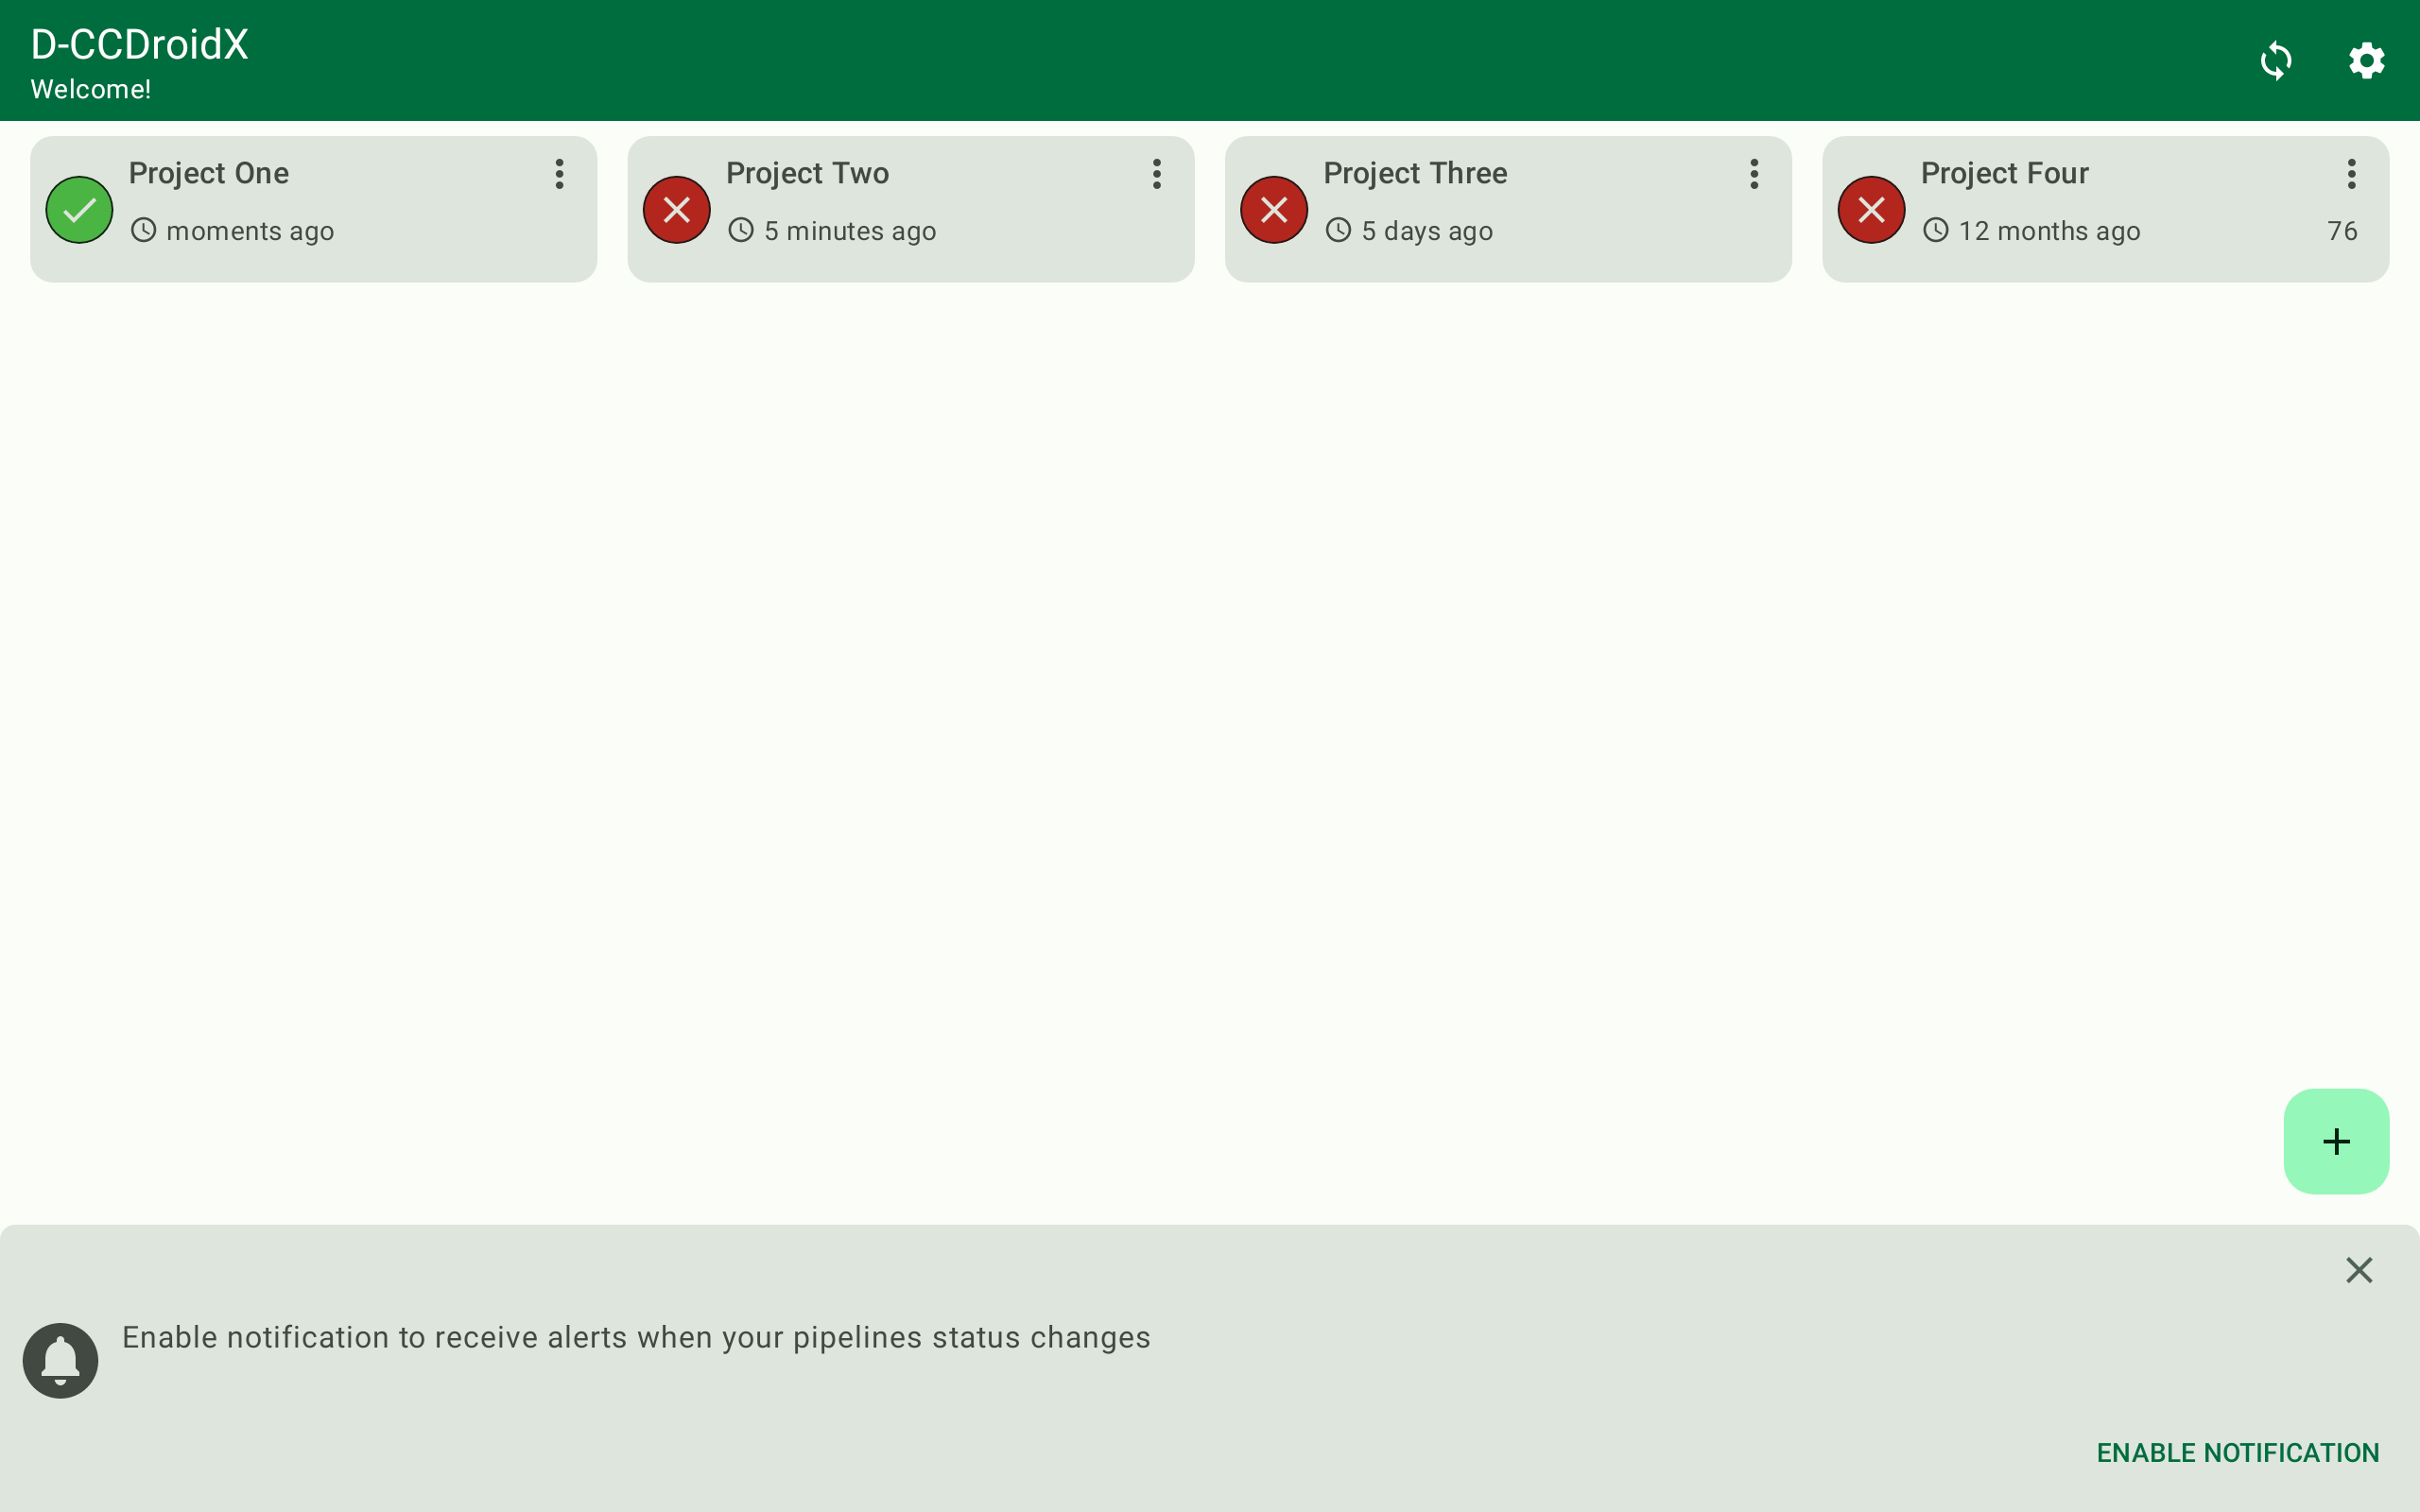 D-CCDroidX
Welcome!
Project One
moments ago
Project Two
5 minutes ago
Project Three
5 days ago
Project Four
12 months ago 76
Enable notification to receive alerts when your pipelines status changes
ENABLE NOTIFICATION